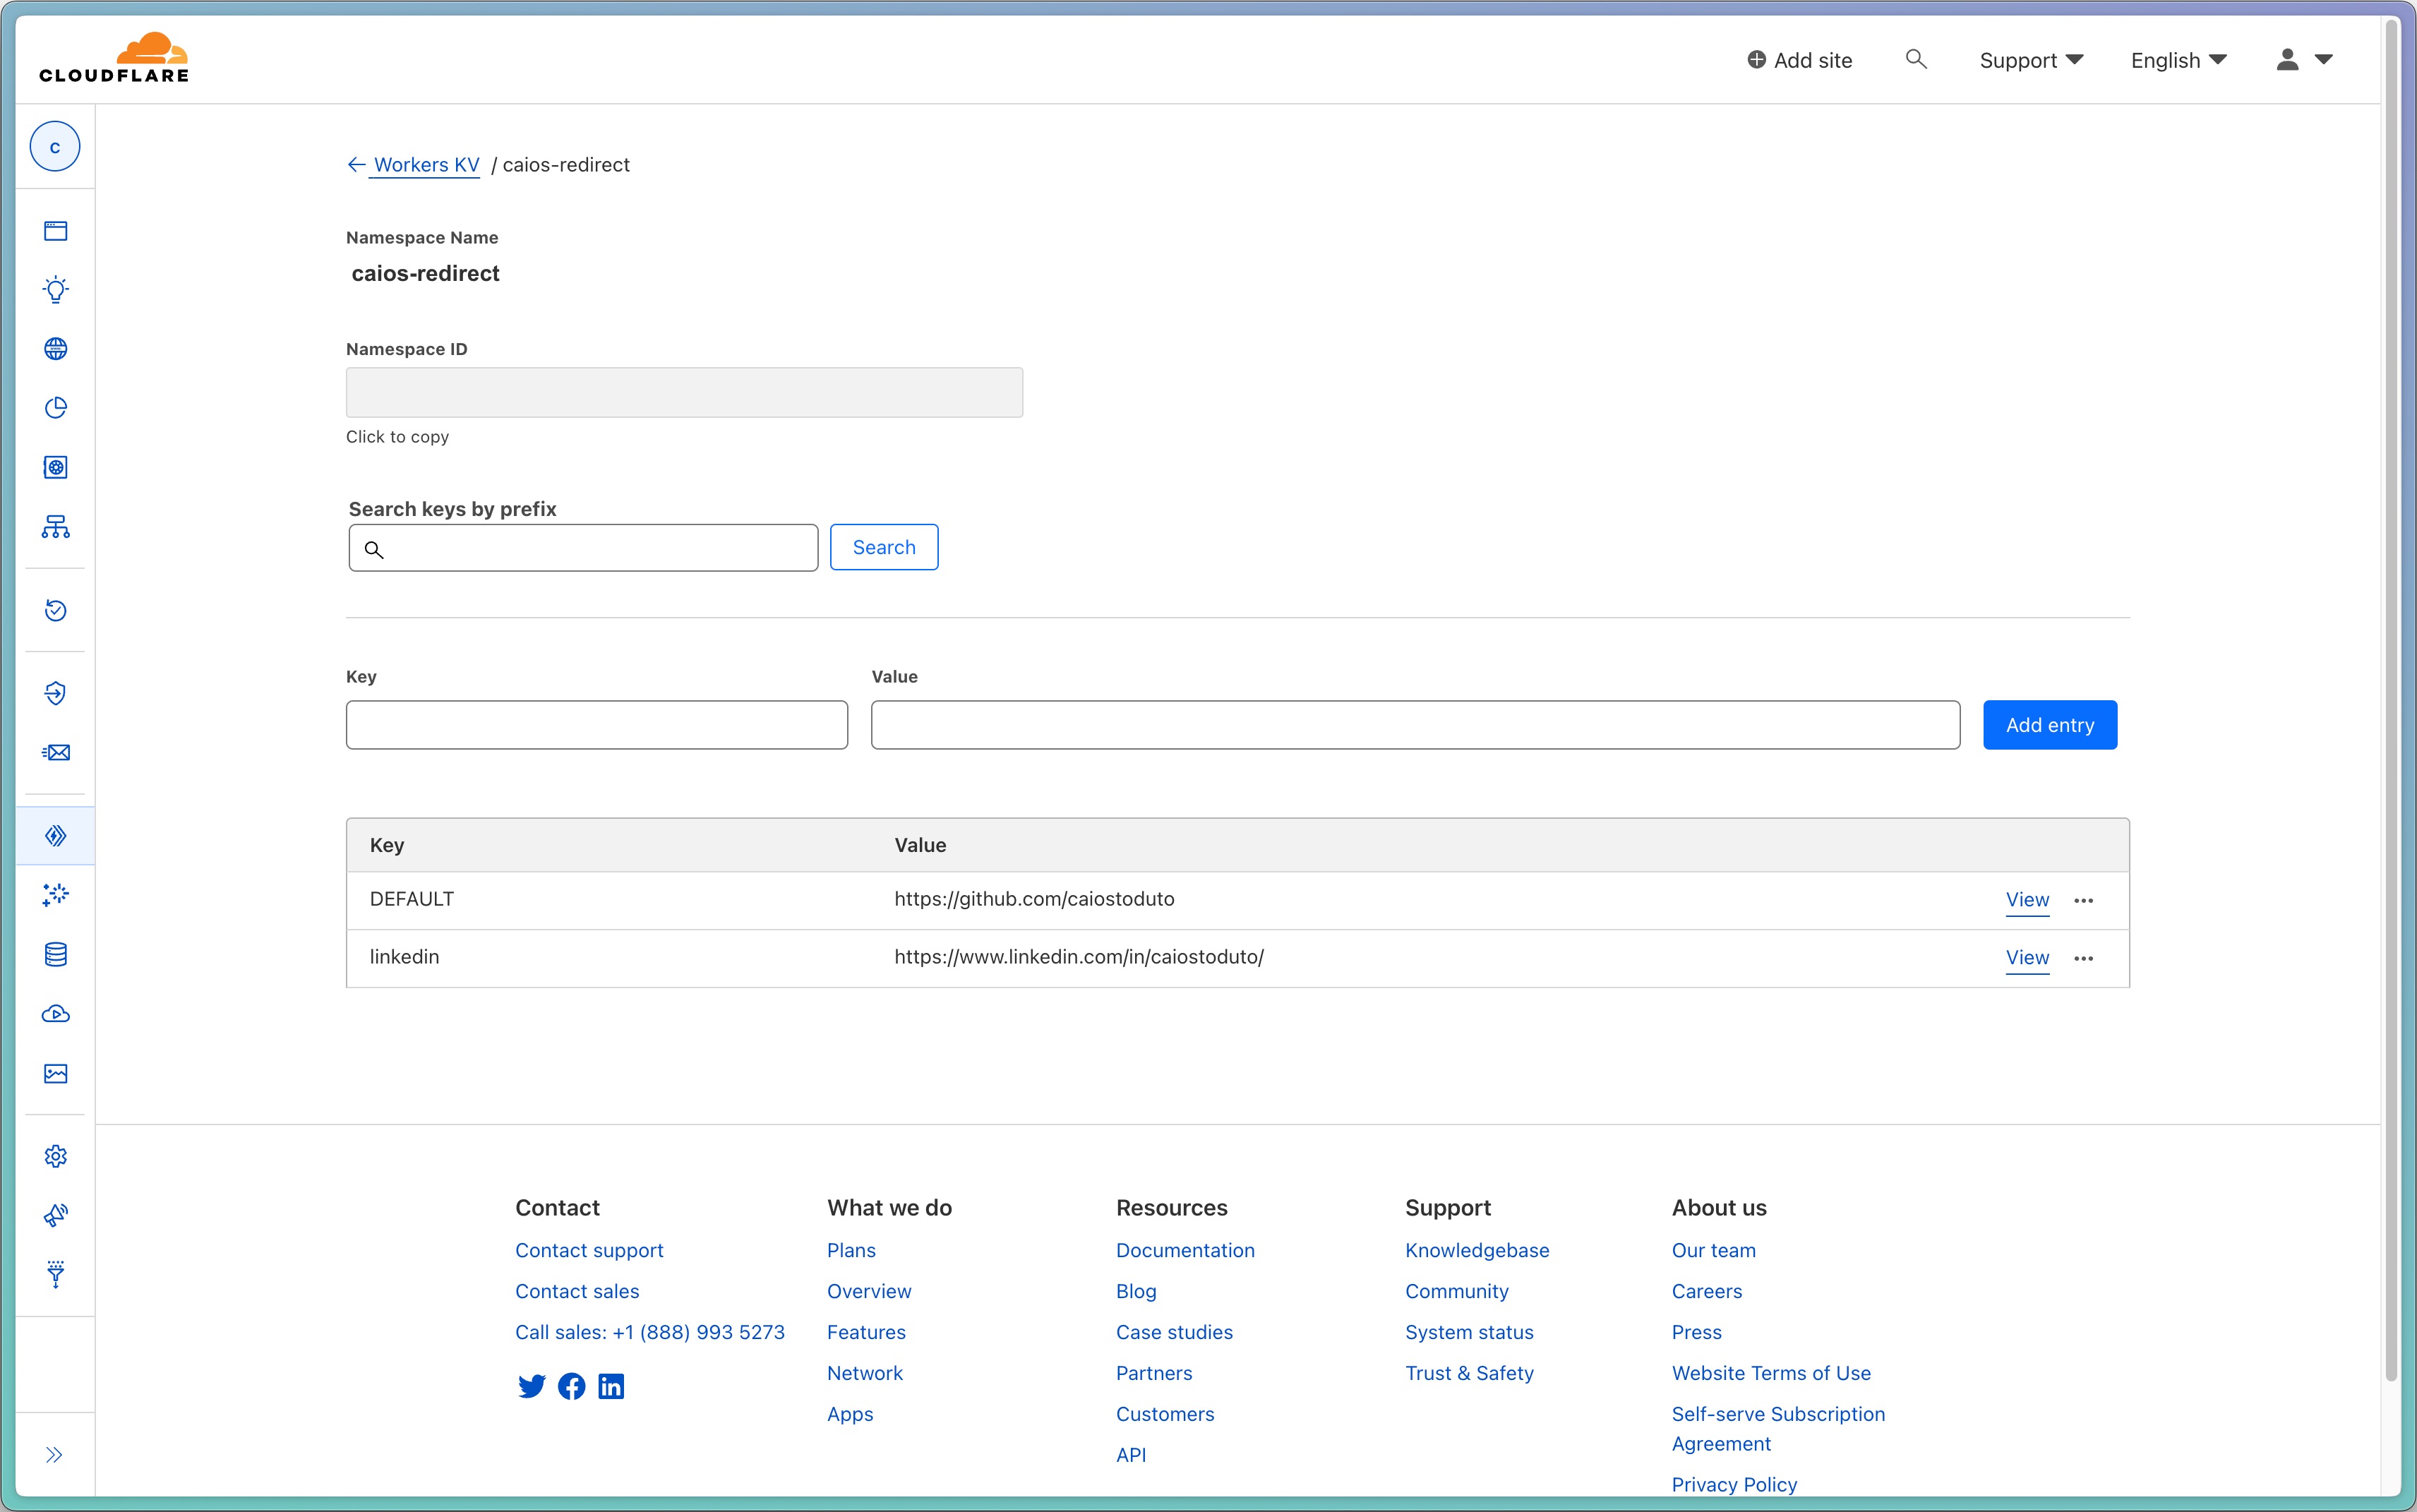 CLOUDFLARE
Add site
Support
English
C
Workers KV / caios-redirect
Namespace Name
caios-redirect
Namespace ID
Click to copy
Search keys by prefix
Search
Key Value
Add entry
Key Value
DEFAULT https://github.com/caiostoduto View
linkedin https://www.linkedin.com/in/caiostoduto/ View
Contact
Contact support
Contact sales
Call sales: +1 (888) 993 5273
What we do
Plans
Overview
Features
Network
Apps
Resources
Documentation
Blog
Case studies
Partners
Customers
API
Support
Knowledgebase
Community
System status
Trust & Safety
About us
Our team
Careers
Press
Website Terms of Use
Self-serve Subscription
Agreement
Privacy Policy